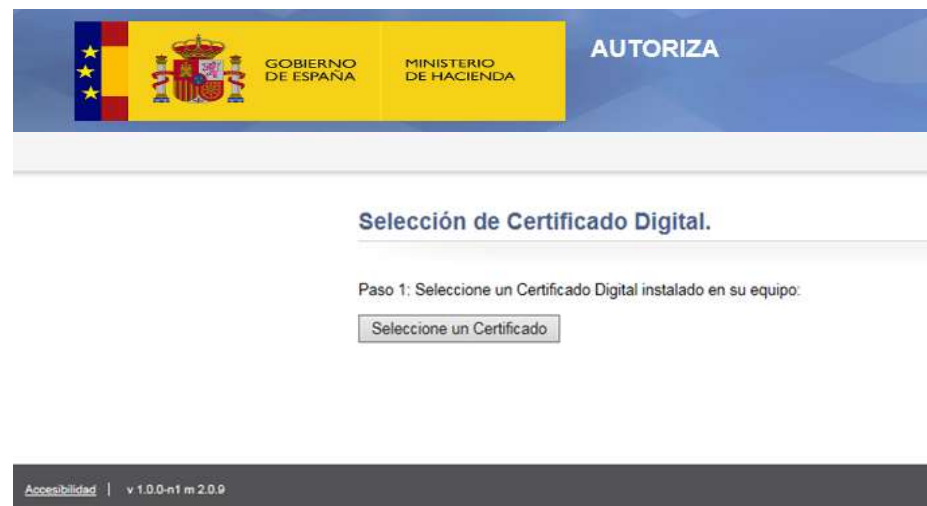 GOBIERNO
DE ESPAÑA
MINISTERIO
DE HACIENDA
AUTORIZA
Selección de Certificado Digital.
Paso 1: Seleccione un Certificado Digital instalado en su equipo:
Seleccione un Certificado
Accesibilidad | v 1.0.0-n1 m 2.0.9